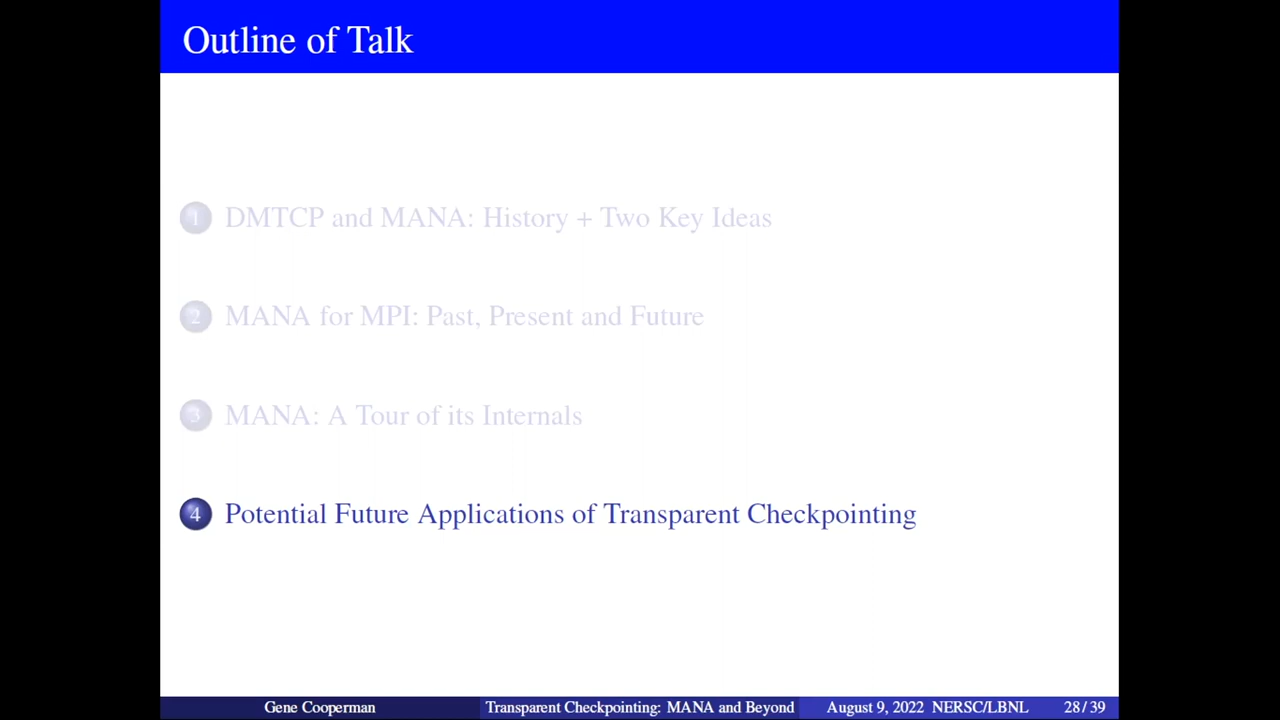 Outline of Talk
1 DMTCP and MANA: History + Two Key Ideas
2 MANA for MPI: Past, Present and Future
3 MANA: A Tour of its Internals
4 Potential Future Applications of Transparent Checkpointing
Gene Cooperman Transparent Checkpointing: MANA and Beyond August 9, 2022 NERSC/LBNL 28 / 39